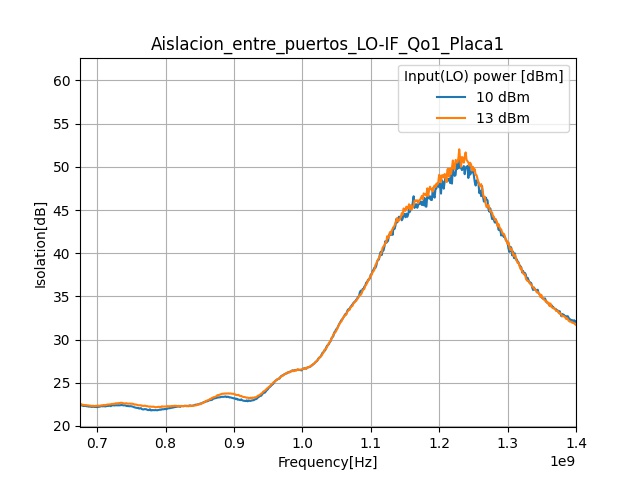 Aislacion_entre_puertos_LO-IF_Qo1_Placa1
Input(LO) power [dBm]
10 dBm
13 dBm
Isolation[dB]
60
55
50
45
40
35
30
25
20
0.7 0.8 0.9 1.0 1.1 1.2 1.3 1.4
1e9
Frequency[Hz]